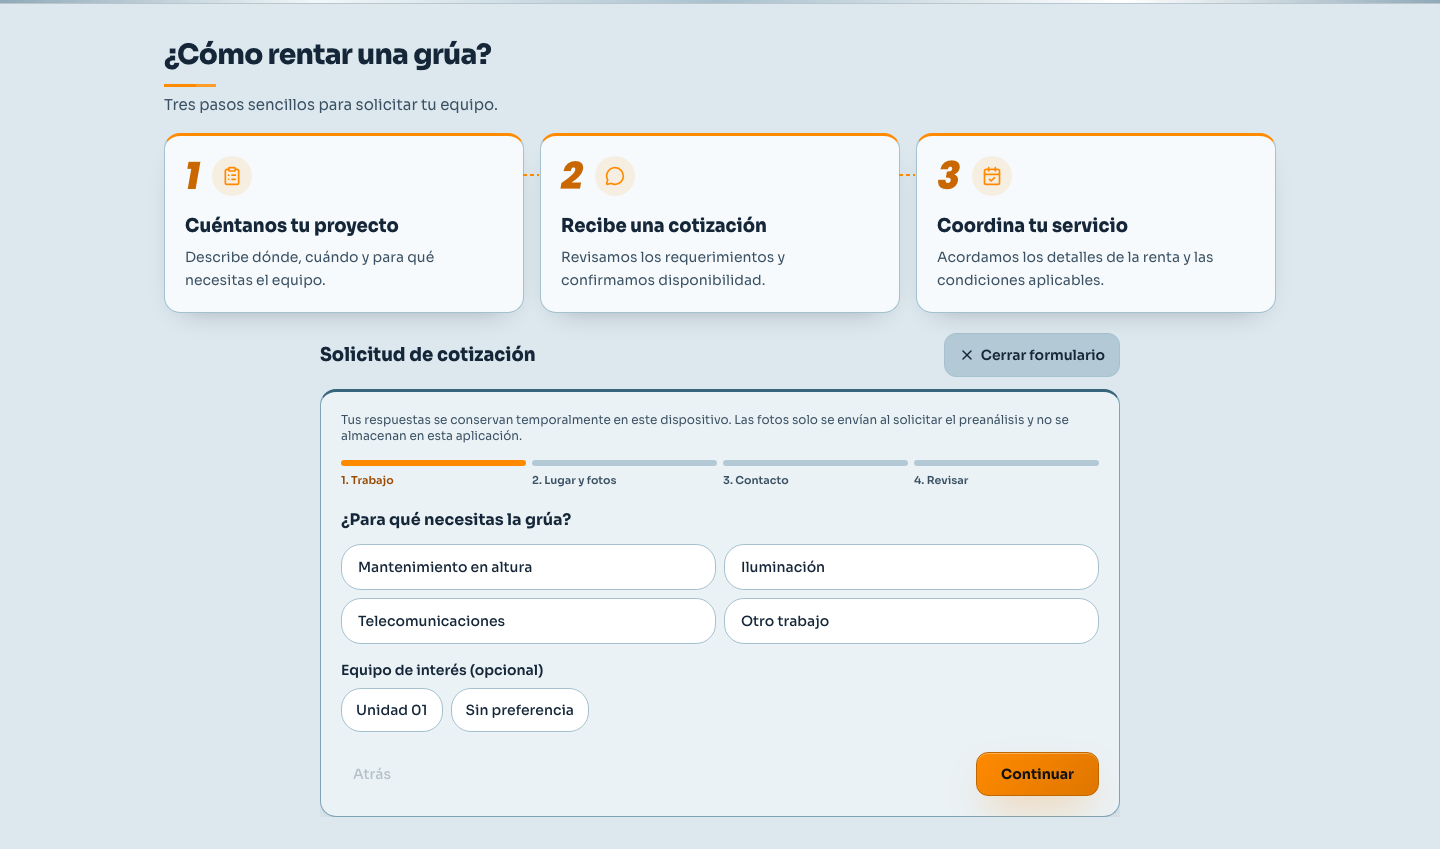 ¿Cómo rentar una grúa?
Tres pasos sencillos para solicitar tu equipo.
1
Cuéntanos tu proyecto
Describe dónde, cuándo y para qué
necesitas el equipo.
2
Recibe una cotización
Revisamos los requerimientos y
confirmamos disponibilidad.
3
Coordina tu servicio
Acordamos los detalles de la renta y las
condiciones aplicables.
Solicitud de cotización
Cerrar formulario
Tus respuestas se conservan temporalmente en este dispositivo. Las fotos solo se envían al solicitar el preanálisis y no se
almacenan en esta aplicación.
1. Trabajo
2. Lugar y fotos
3. Contacto
4. Revisar
¿Para qué necesitas la grúa?
Mantenimiento en altura
Iluminación
Telecomunicaciones
Otro trabajo
Equipo de interés (opcional)
Unidad 01
Sin preferencia
Atrás
Continuar